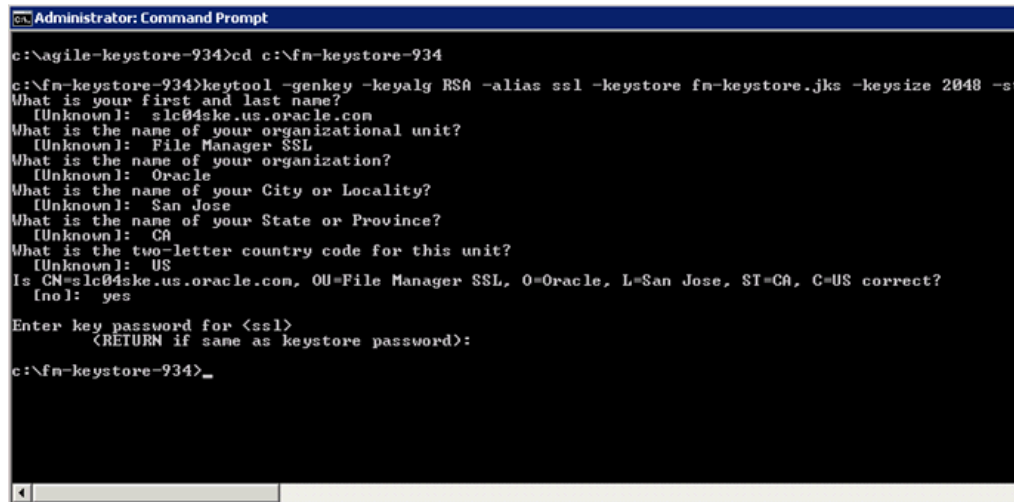 Administrator: Command Prompt
c:\agile-keystore-934>cd c:\fm-keystore-934
c:\fm-keystore-934>keytool -genkey -keyalg RSA -alias ssl -keystore fm-keystore.jks -keysize 2048 -s
What is your first and last name?
[Unknown]: slc04ske.us.oracle.com
What is the name of your organizational unit?
[Unknown]: File Manager SSL
What is the name of your organization?
[Unknown]: Oracle
What is the name of your City or Locality?
[Unknown]: San Jose
What is the name of your State or Province?
[Unknown]: CA
What is the two-letter country code for this unit?
[Unknown]: US
Is CN=slc04ske.us.oracle.com, OU=File Manager SSL, O=Oracle, L=San Jose, ST=CA, C=US correct?
[no]: yes
Enter key password for <ssl>
(RETURN if same as keystore password):
c:\fm-keystore-934>_